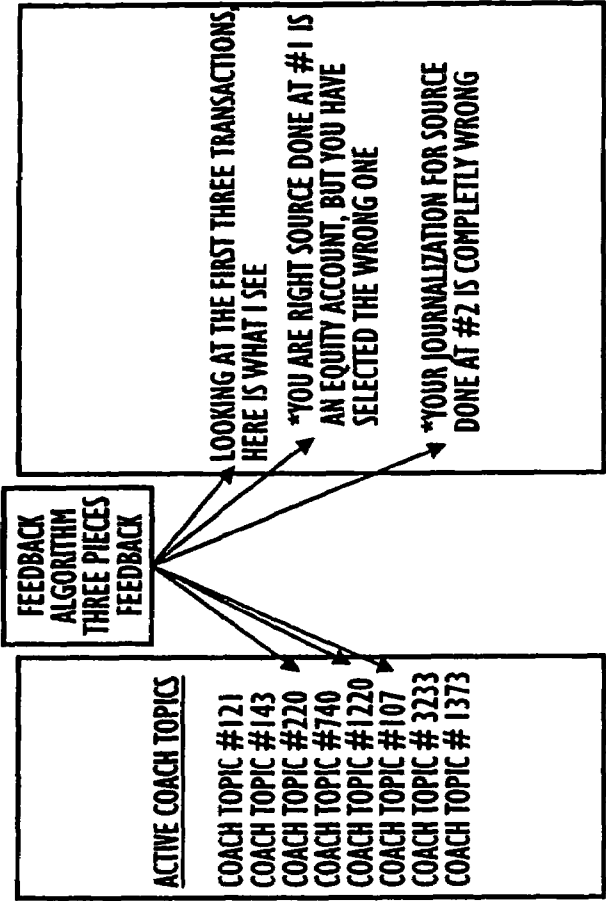 ACTIVE COACH TOPICS
COACH TOPIC #121
COACH TOPIC #143
COACH TOPIC #220
COACH TOPIC #740
COACH TOPIC #1220
COACH TOPIC #107
COACH TOPIC # 3233
COACH TOPIC # 1373
FEEDBACK
ALGORITHM
THREE PIECES
FEEDBACK
LOOKING AT THE FIRST THREE TRANSACTIONS,
HERE IS WHAT I SEE
*YOU ARE RIGHT SOURCE DONE AT #1 IS
AN EQUITY ACCOUNT, BUT YOU HAVE
SELECTED THE WRONG ONE
*YOUR JOURNALIZATION FOR SOURCE
DONE AT #2 IS COMPLETLY WRONG